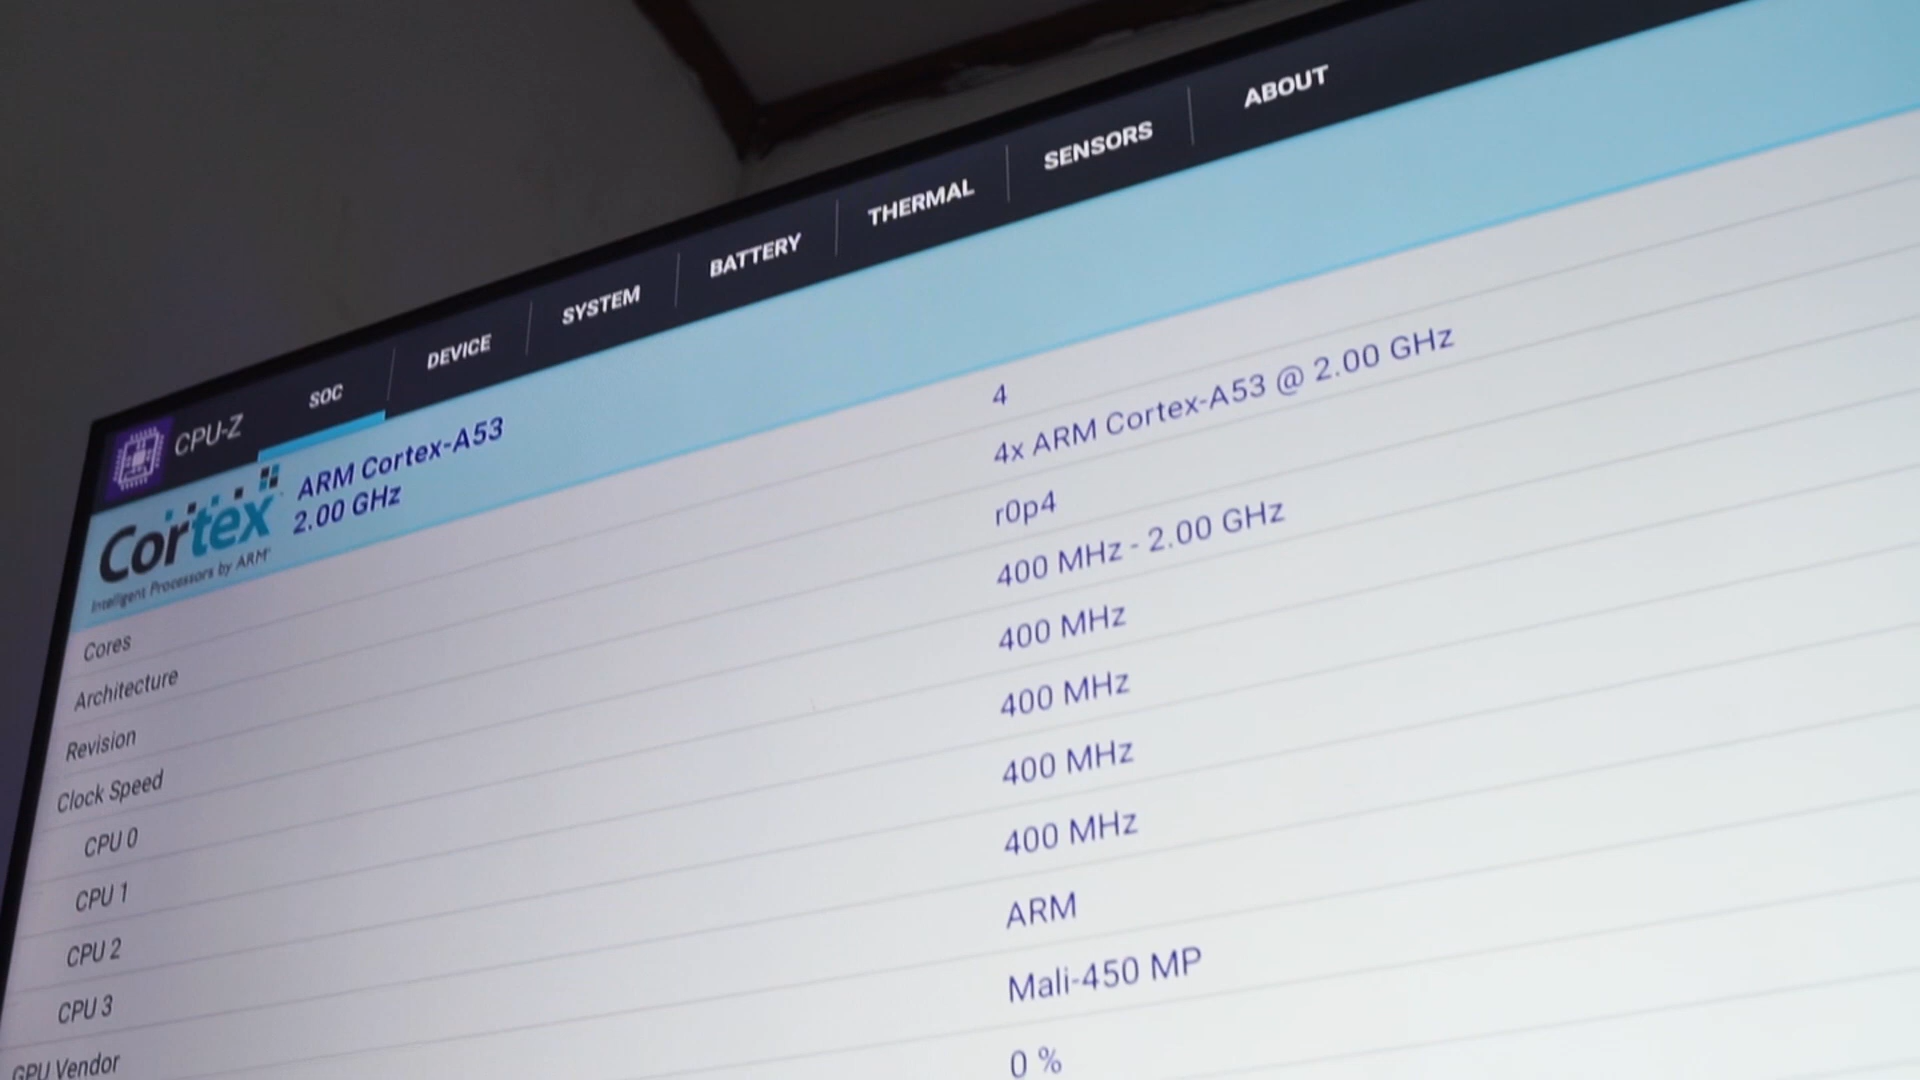 CPU-Z
SOC
DEVICE
SYSTEM
BATTERY
THERMAL
SENSORS
ABOUT
Cortex
Intelligent Processors by ARM
ARM Cortex-A53
2.00 GHz
Cores 4
Architecture 4x ARM Cortex-A53 @ 2.00 GHz
Revision r0p4
Clock Speed 400 MHz - 2.00 GHz
CPU 0 400 MHz
CPU 1 400 MHz
CPU 2 400 MHz
CPU 3 400 MHz
GPU Vendor ARM
Mali-450 MP
0 %